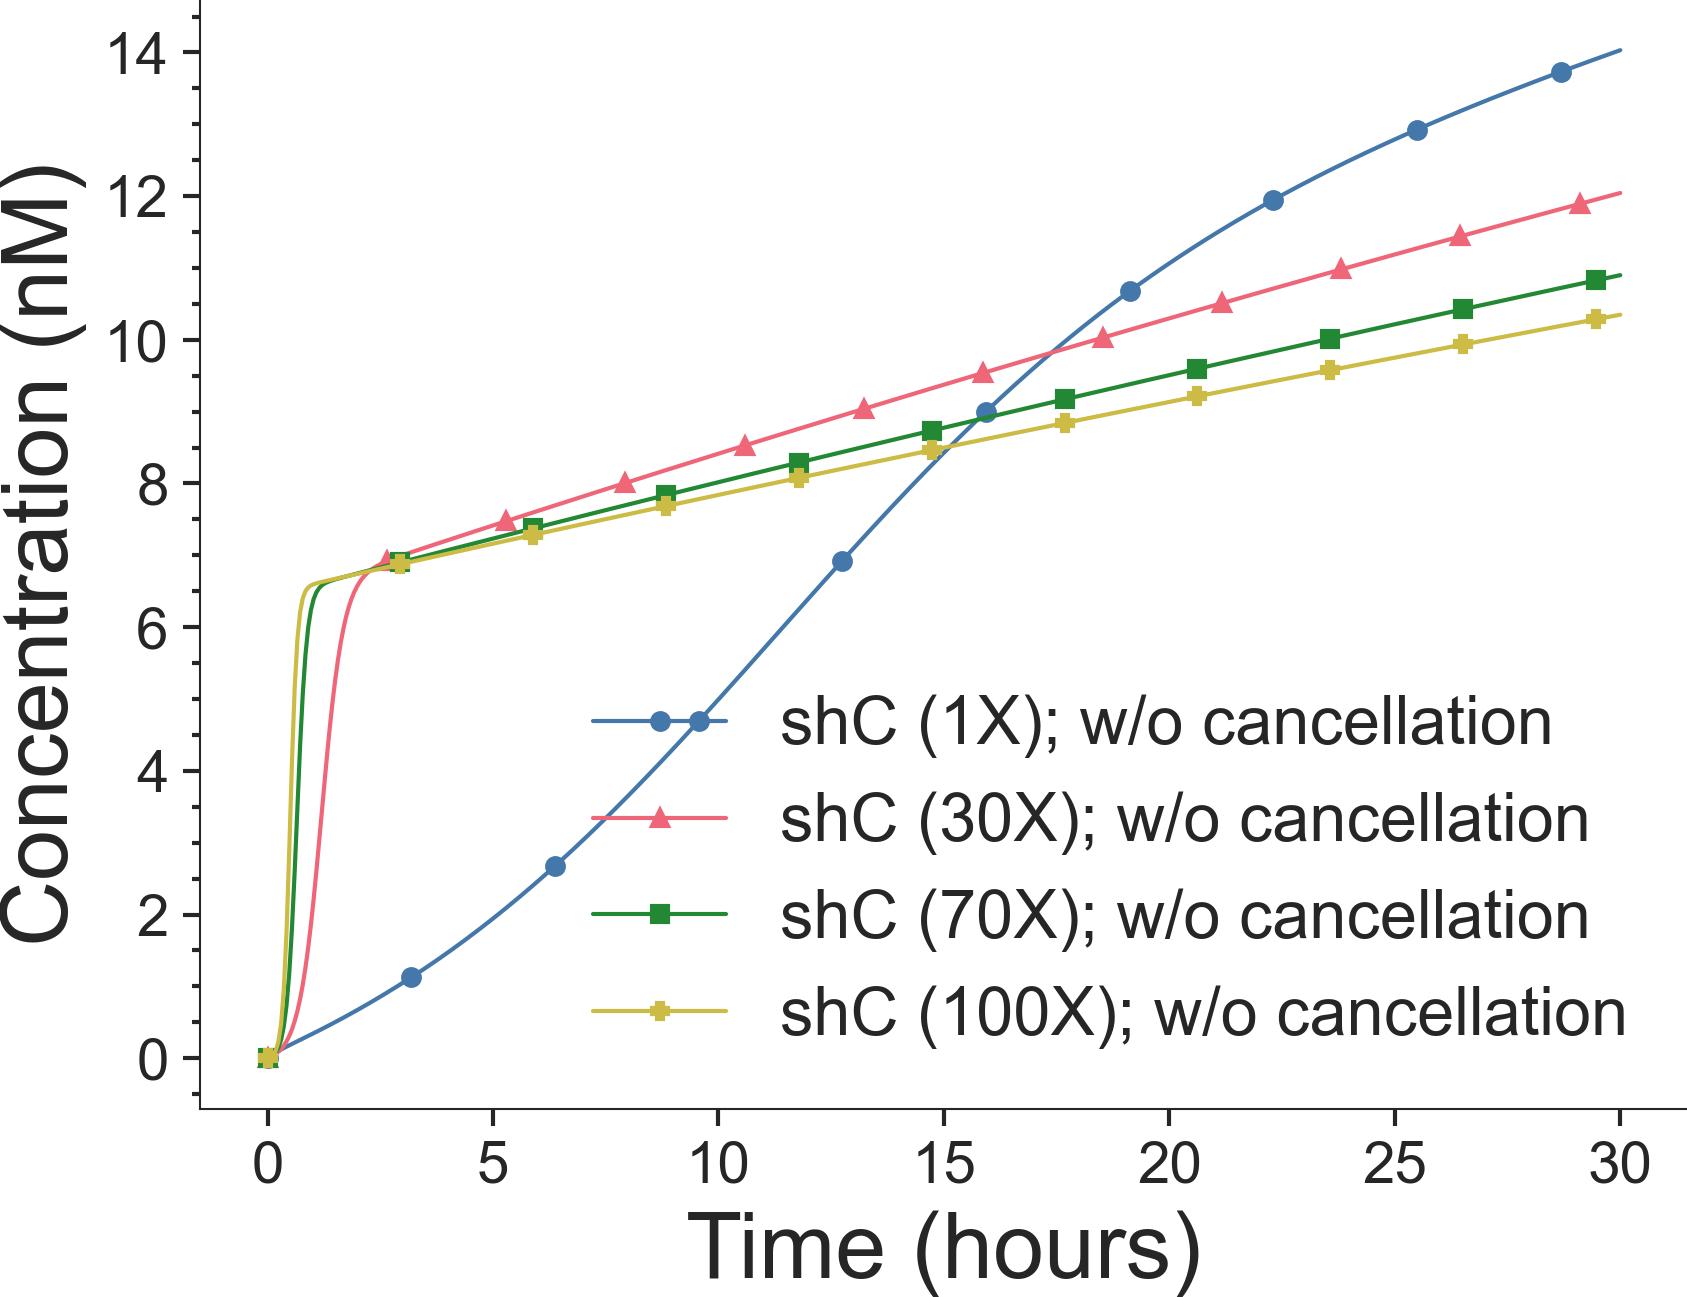 Concentration (nM)
14
12
10
8
6
4
2
0
shC (1X); w/o cancellation
shC (30X); w/o cancellation
shC (70X); w/o cancellation
shC (100X); w/o cancellation
0 5 10 15 20 25 30
Time (hours)